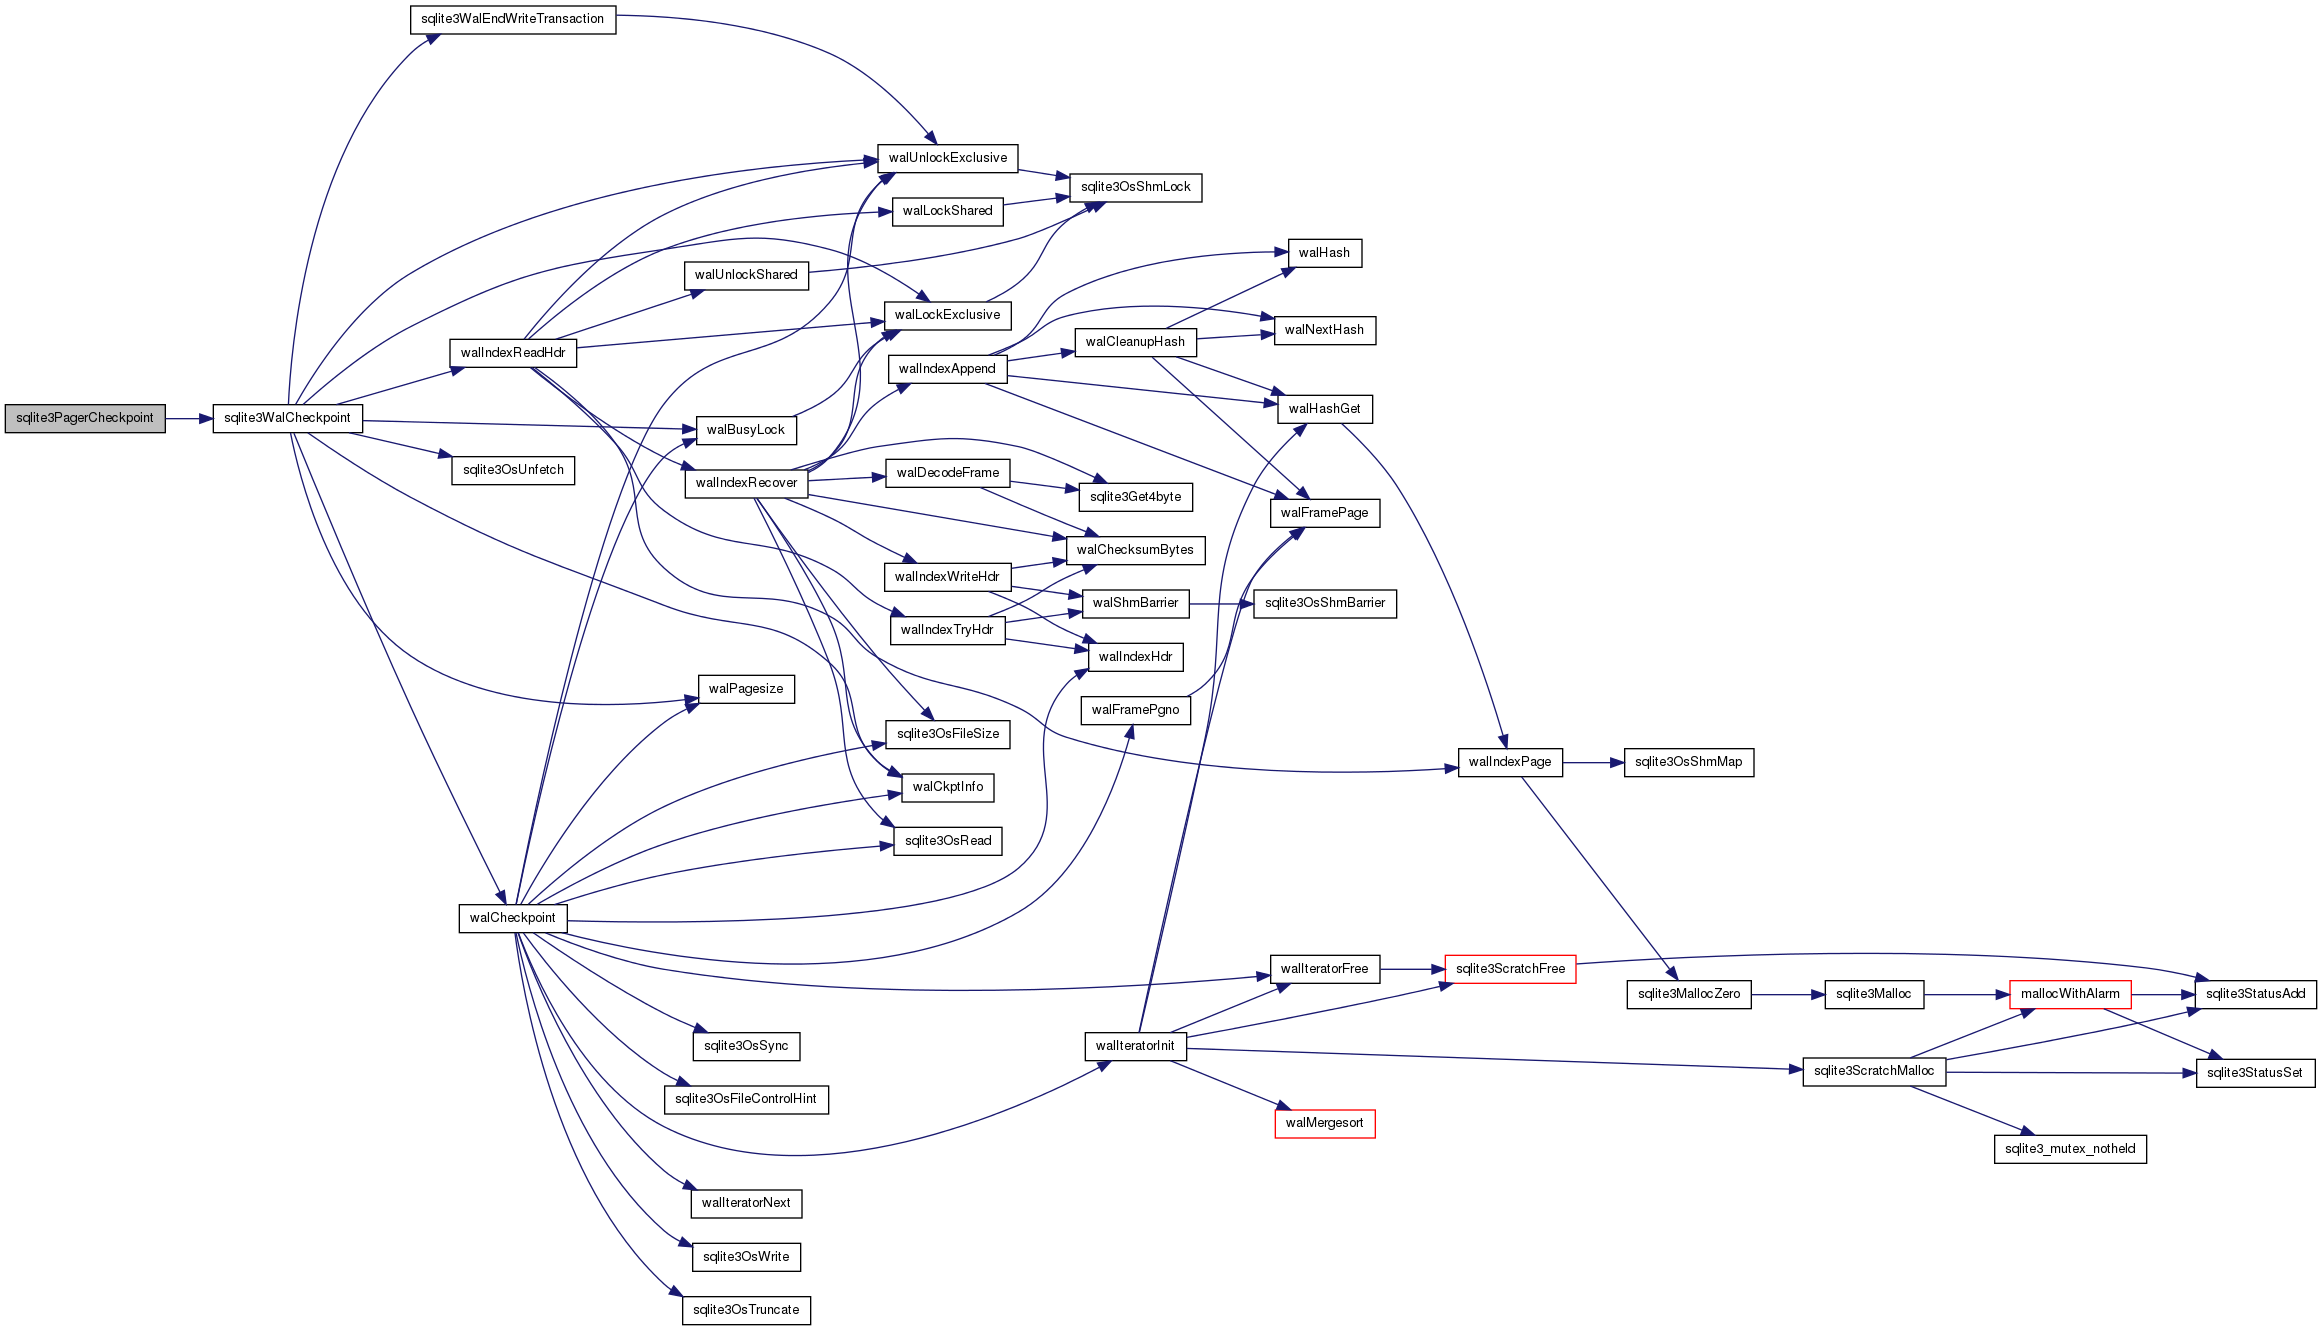 sqlite3PagerCheckpoint
sqlite3WalCheckpoint
sqlite3WalEndWriteTransaction
walIndexReadHdr
sqlite3OsUnfetch
walCheckpoint
walUnlockShared
walBusyLock
walIndexRecover
walPagesize
sqlite3OsSync
sqlite3OsFileControlHint
walIteratorNext
sqlite3OsWrite
sqlite3OsTruncate
walUnlockExclusive
walLockShared
walLockExclusive
walIndexAppend
walDecodeFrame
walIndexWriteHdr
walIndexTryHdr
sqlite3OsFileSize
walCkptInfo
sqlite3OsRead
sqlite3OsShmLock
walCleanupHash
sqlite3Get4byte
walChecksumBytes
walShmBarrier
walIndexHdr
walFramePgno
walIteratorInit
walHash
walNextHash
walHashGet
walFramePage
sqlite3OsShmBarrier
walIteratorFree
walMergesort
walIndexPage
sqlite3ScratchFree
sqlite3OsShmMap
sqlite3MallocZero
sqlite3Malloc
sqlite3ScratchMalloc
mallocWithAlarm
sqlite3_mutex_notheld
sqlite3StatusAdd
sqlite3StatusSet